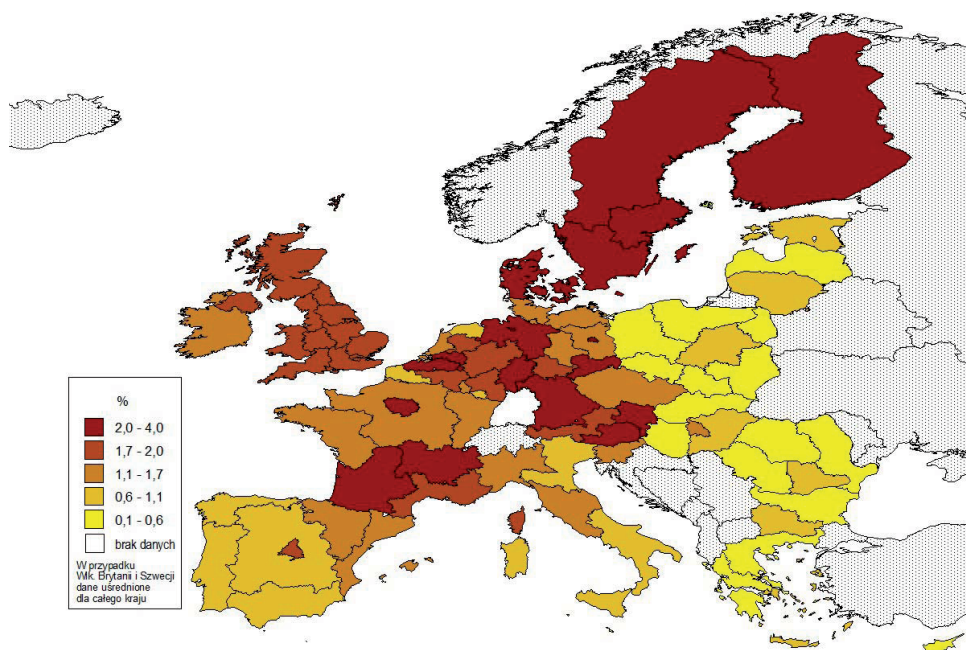 %
2,0 - 4,0
1,7 - 2,0
1,1 - 1,7
0,6 - 1,1
0,1 - 0,6
brak danych
W przypadku
Wlk. Brytanii i Szwecji
dane uśrednione
dla całego kraju